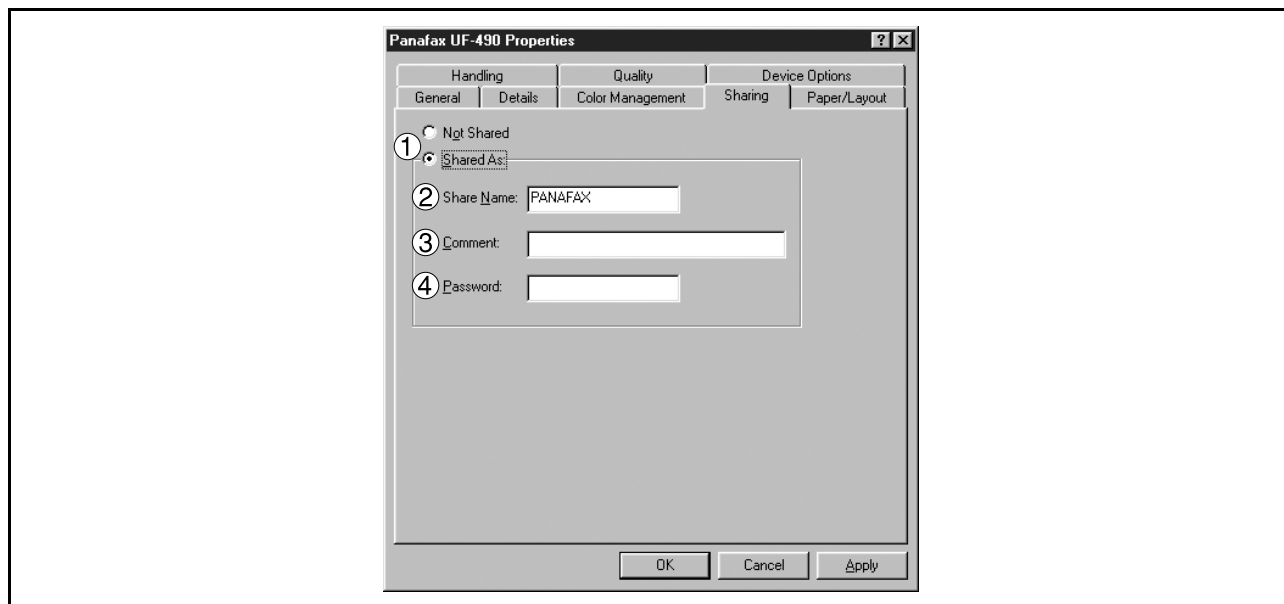 Panafax UF-490 Properties
Handling Quality Device Options
General Details Color Management Sharing Paper/Layout
① Not Shared
Shared As:
② Share Name: PANAFAX
③ Comment:
④ Password:
OK Cancel Apply